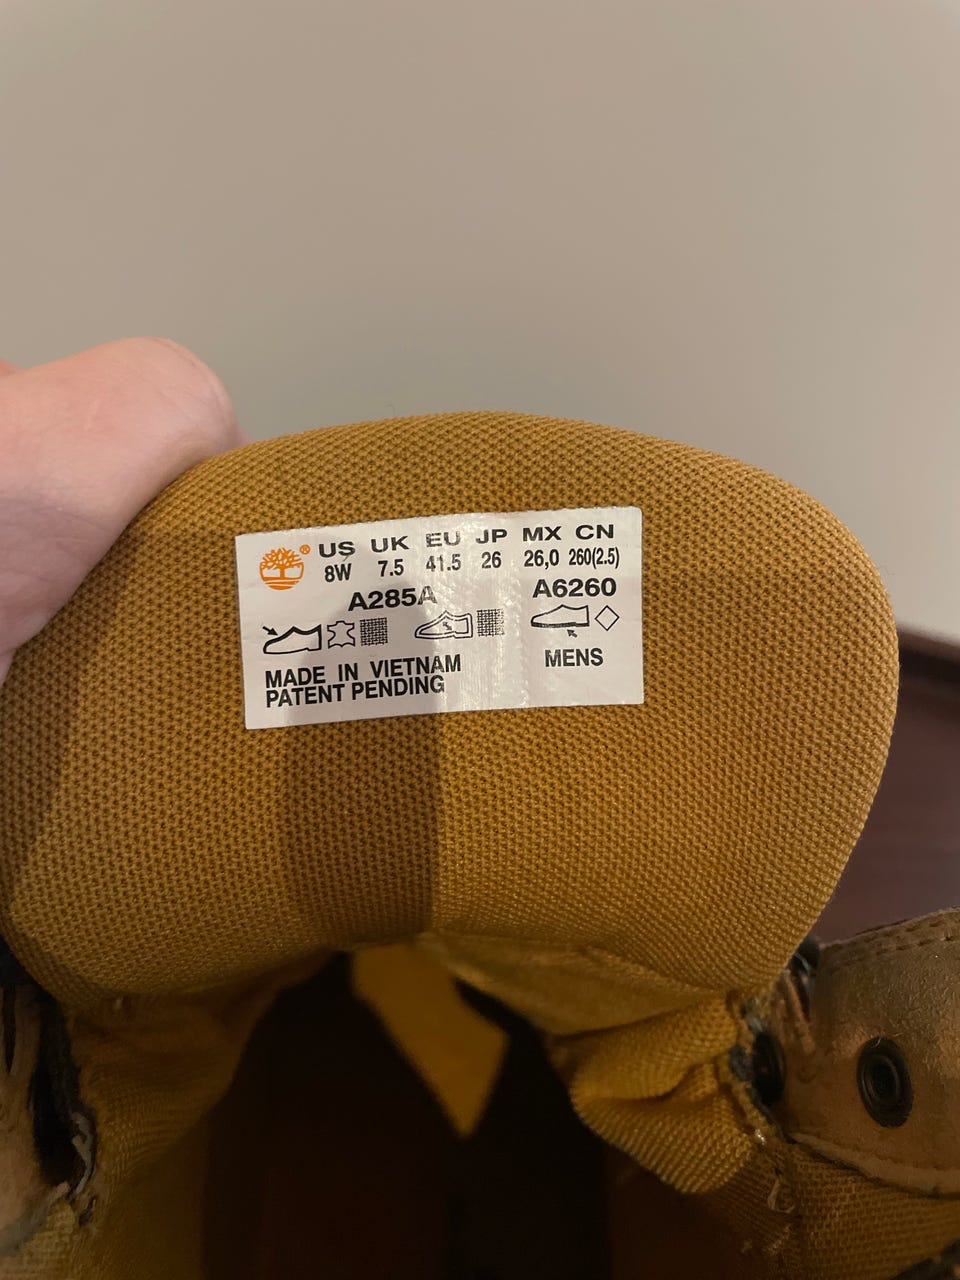 ® US UK EU JP MX CN
8W 7.5 41.5 26 26,0 260(2.5)
A285A A6260
MADE IN VIETNAM MENS
PATENT PENDING